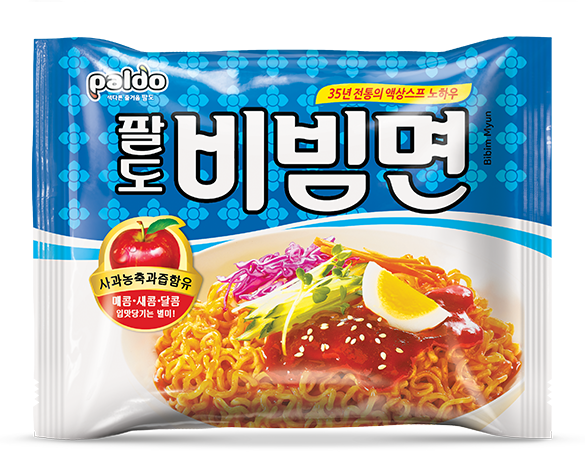 paldo
색다른 즐거움 팔도
35년 전통의 액상스프 노하우
팔도
비빔면
Bibim Myun
사과농축과즙함유
매콤·새콤·달콤
입맛당기는 별미!